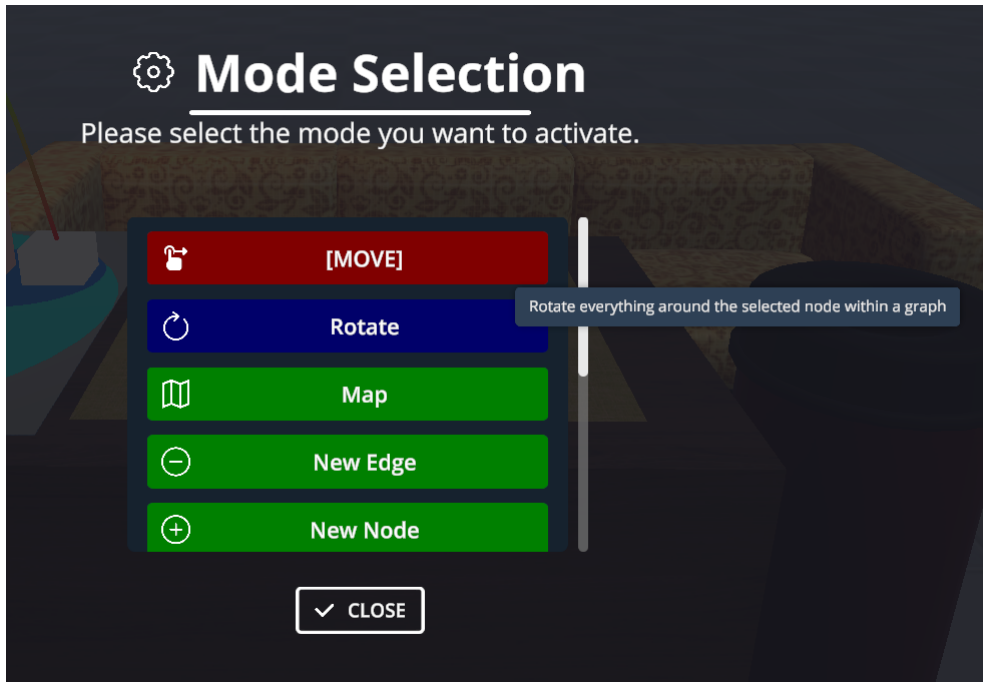 Mode Selection
Please select the mode you want to activate.
[MOVE]
Rotate everything around the selected node within a graph
Rotate
Map
New Edge
New Node
CLOSE